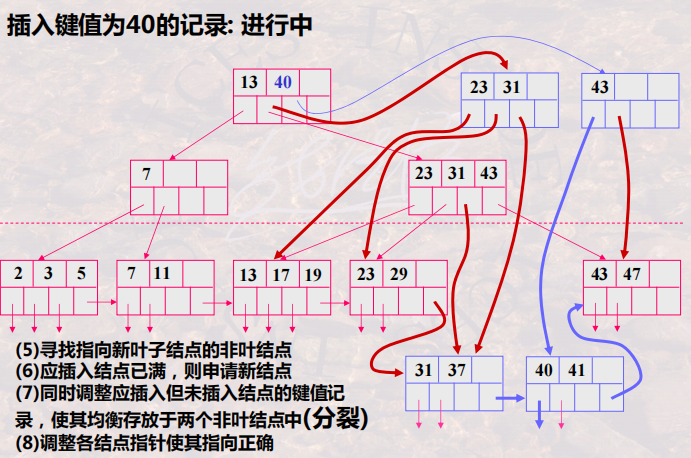 插入键值为40的记录: 进行中
13 40
23 31
43
7
23 31 43
2 3 5
7 11
13 17 19
23 29
43 47
31 37
40 41
(5)寻找指向新叶子结点的非叶结点
(6)应插入结点已满，则申请新结点
(7)同时调整应插入但未插入结点的键值记
录，使其均衡存放于两个非叶结点中(分裂)
(8)调整各结点指针使其指向正确